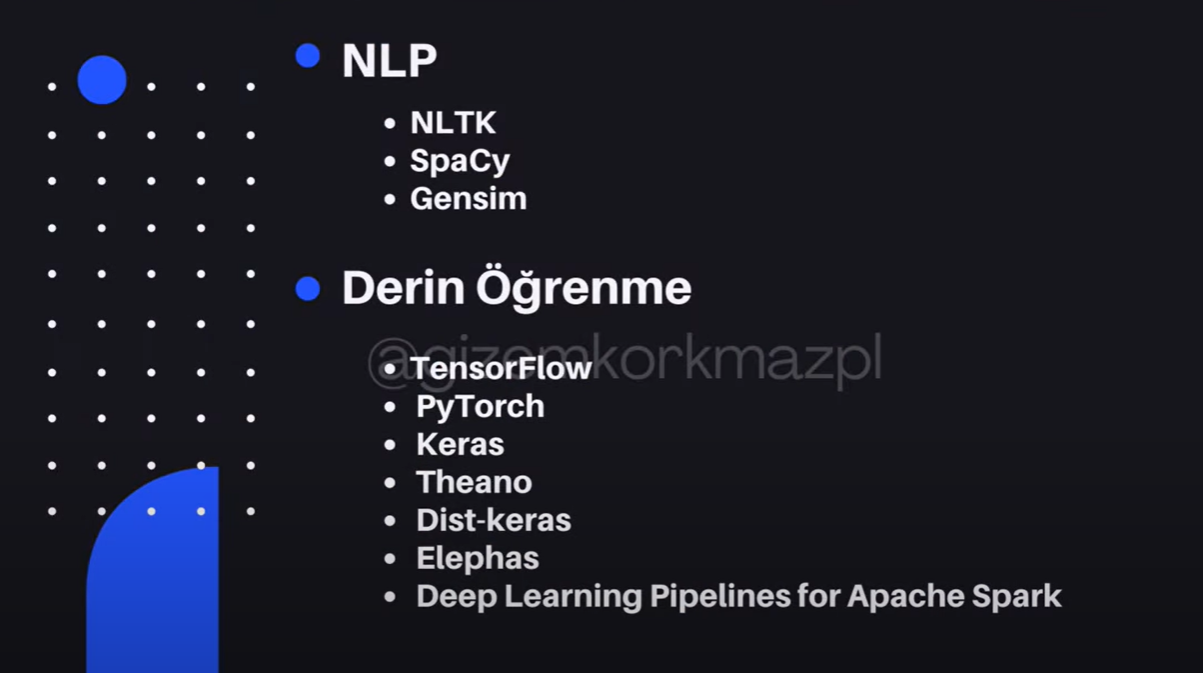 NLP
NLTK
SpaCy
Gensim
Derin Öğrenme
@gizemkorkmazpl
TensorFlow
PyTorch
Keras
Theano
Dist-keras
Elephas
Deep Learning Pipelines for Apache Spark